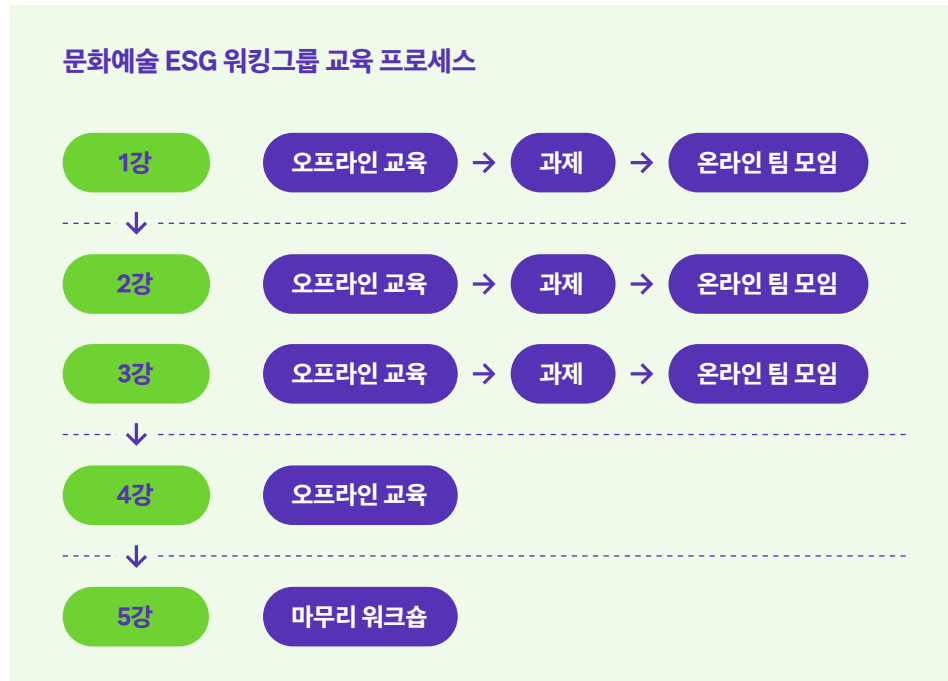 문화예술 ESG 워킹그룹 교육 프로세스
1강 오프라인 교육 → 과제 → 온라인 팀 모임
↓
2강 오프라인 교육 → 과제 → 온라인 팀 모임
3강 오프라인 교육 → 과제 → 온라인 팀 모임
↓
4강 오프라인 교육
↓
5강 마무리 워크숍